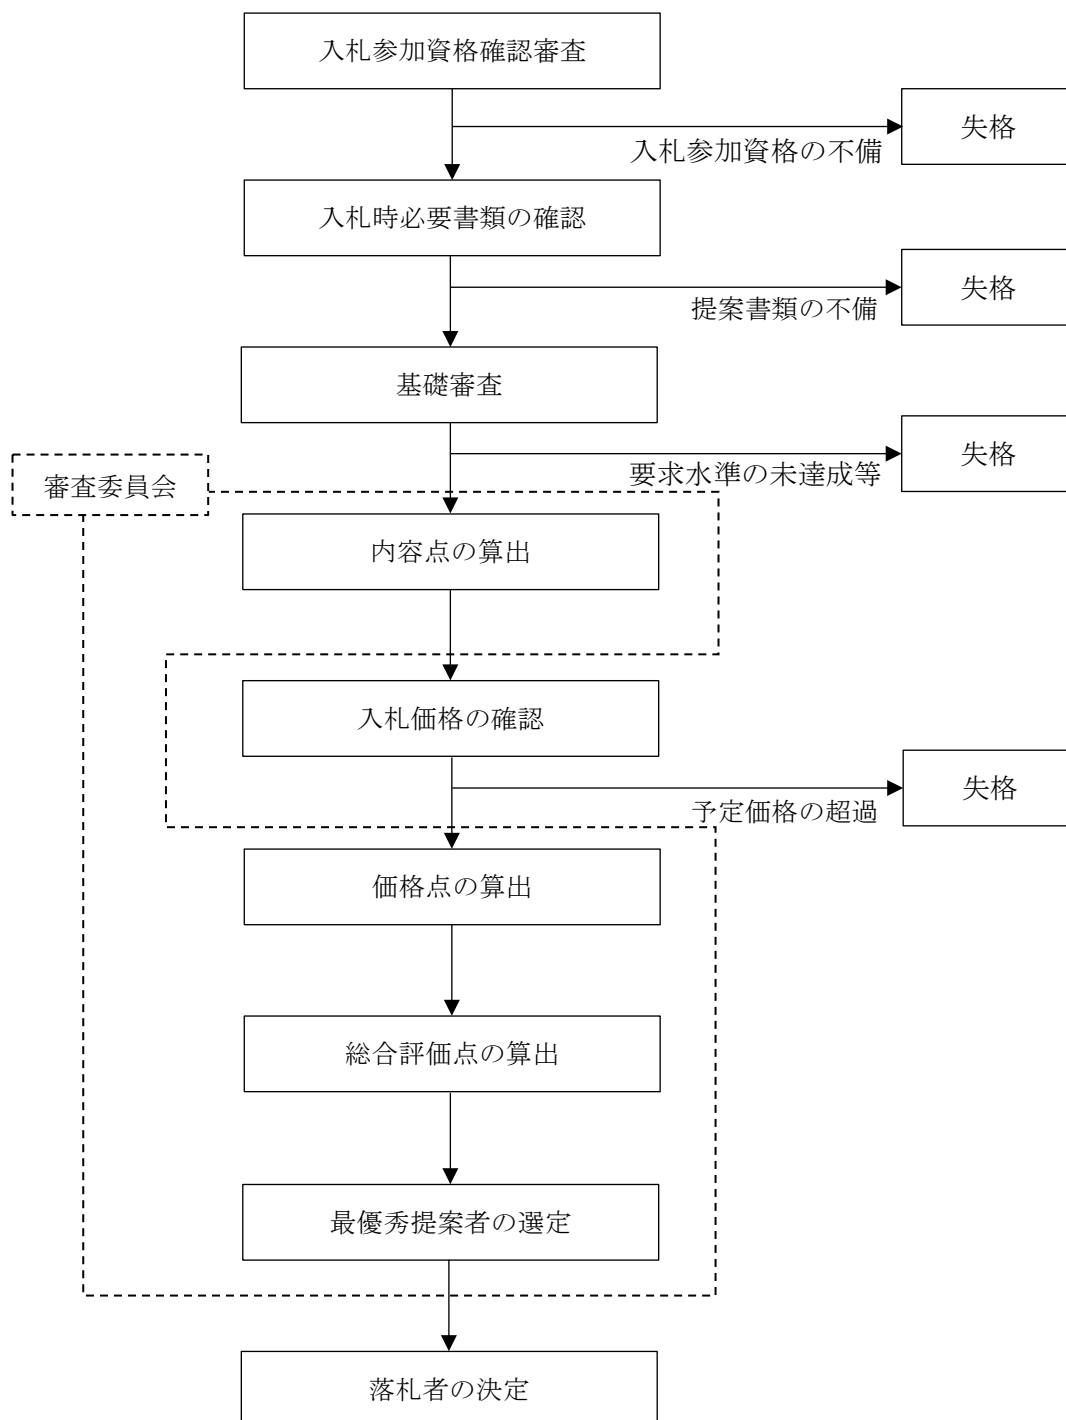 入札参加資格確認審査
失格
入札参加資格の不備
入札時必要書類の確認
失格
提案書類の不備
基礎審査
失格
要求水準の未達成等
審査委員会
内容点の算出
入札価格の確認
失格
予定価格の超過
価格点の算出
総合評価点の算出
最優秀提案者の選定
落札者の決定